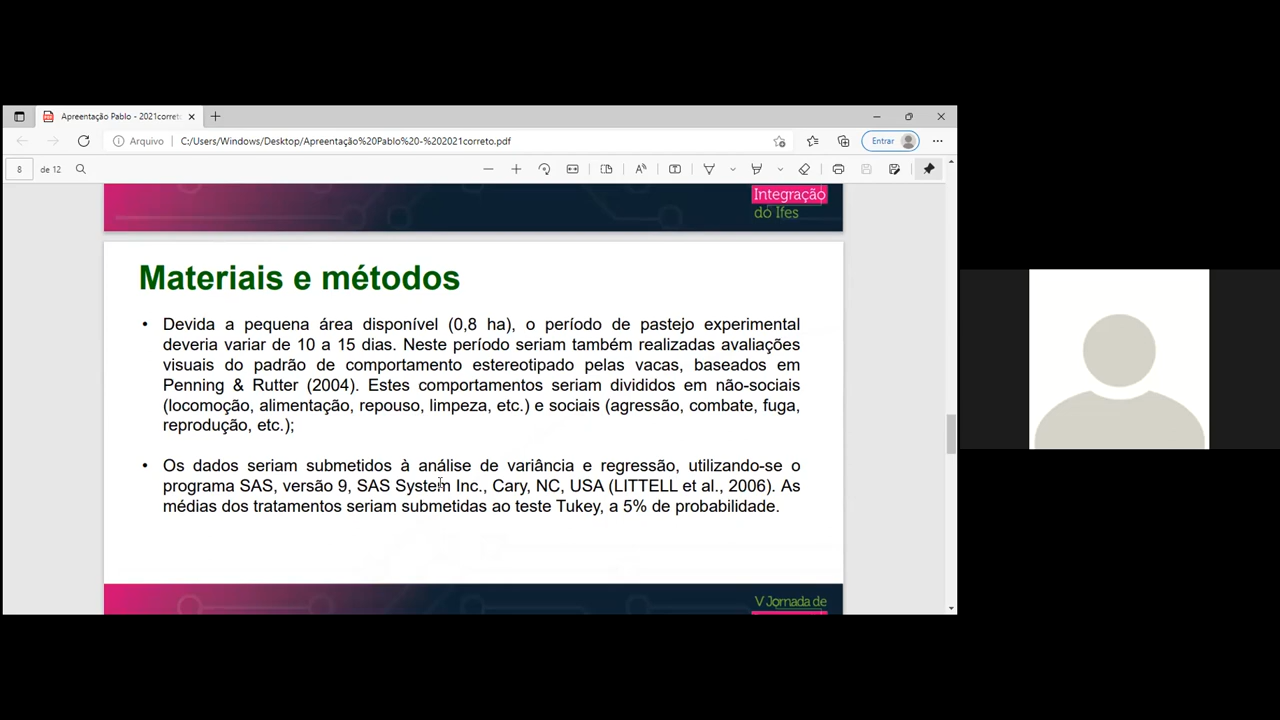 Apreentação Pablo - 2021corret
Arquivo
C:/Users/Windows/Desktop/Apreentação%20Pablo%20-%202021correto.pdf
Entrar
8 de 12
Integração
do Ifes
Materiais e métodos
• Devida a pequena área disponível (0,8 ha), o período de pastejo experimental
deveria variar de 10 a 15 dias. Neste período seriam também realizadas avaliações
visuais do padrão de comportamento estereotipado pelas vacas, baseados em
Penning & Rutter (2004). Estes comportamentos seriam divididos em não-sociais
(locomoção, alimentação, repouso, limpeza, etc.) e sociais (agressão, combate, fuga,
reprodução, etc.);
• Os dados seriam submetidos à análise de variância e regressão, utilizando-se o
programa SAS, versão 9, SAS System Inc., Cary, NC, USA (LITTELL et al., 2006). As
médias dos tratamentos seriam submetidas ao teste Tukey, a 5% de probabilidade.
V Jornada de